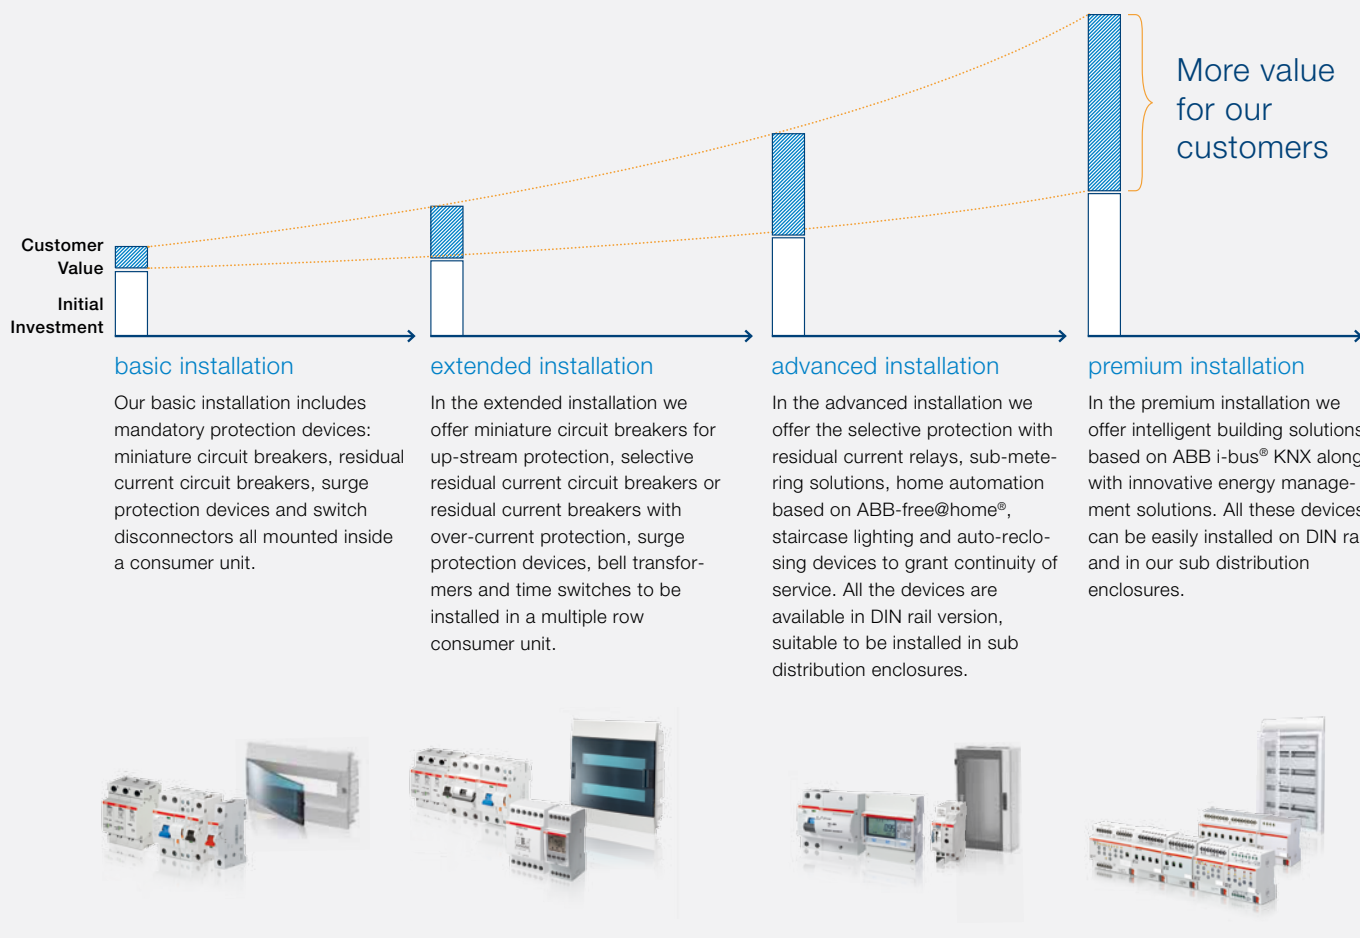 More value
for our
customers
Customer
Value
Initial
Investment
basic installation
Our basic installation includes
mandatory protection devices:
miniature circuit breakers, residual
current circuit breakers, surge
protection devices and switch
disconnectors all mounted inside
a consumer unit.
extended installation
In the extended installation we
offer miniature circuit breakers for
up-stream protection, selective
residual current circuit breakers or
residual current breakers with
over-current protection, surge
protection devices, bell transfor-
mers and time switches to be
installed in a multiple row
consumer unit.
advanced installation
In the advanced installation we
offer the selective protection with
residual current relays, sub-mete-
ring solutions, home automation
based on ABB-free@home®,
staircase lighting and auto-reclo-
sing devices to grant continuity of
service. All the devices are
available in DIN rail version,
suitable to be installed in sub
distribution enclosures.
premium installation
In the premium installation we
offer intelligent building solutions
based on ABB i-bus® KNX along
with innovative energy manage-
ment solutions. All these devices
can be easily installed on DIN ra
and in our sub distribution
enclosures.